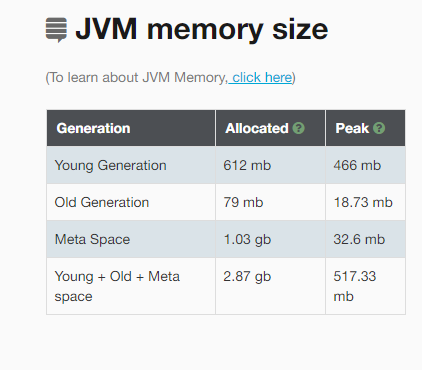 JVM memory size
(To learn about JVM Memory, click here)
Generation Allocated ? Peak ?
Young Generation 612 mb 466 mb
Old Generation 79 mb 18.73 mb
Meta Space 1.03 gb 32.6 mb
Young + Old + Meta 2.87 gb 517.33
space mb